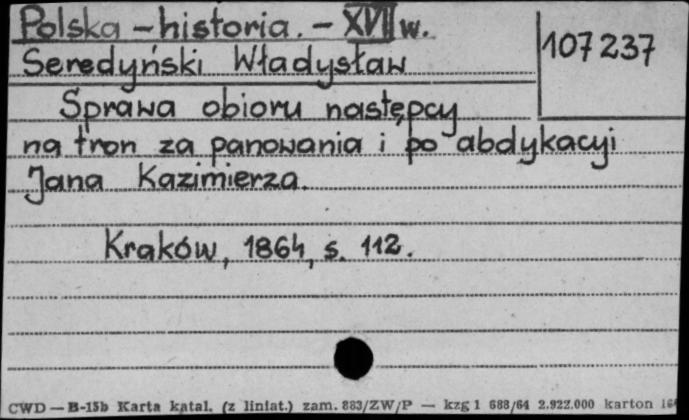 Polska – historia. – XVII w.
107237
Seredyński Władysław
Sprawa obioru następcy
na tron za panowania i po abdykacyi
Jana Kazimierza.
Kraków, 1864, s. 112.
CWD — B-15b Karta katal. (z liniat.) zam. 883/ZW/P — kzg 1 688/64 2.922.000 karton